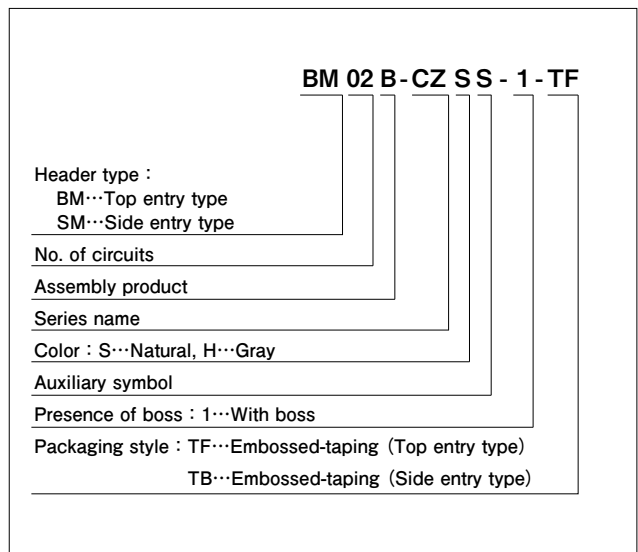 BM 02 B - CZ S S - 1 - TF
Header type :
BM…Top entry type
SM…Side entry type
No. of circuits
Assembly product
Series name
Color : S…Natural, H…Gray
Auxiliary symbol
Presence of boss : 1…With boss
Packaging style : TF…Embossed-taping (Top entry type)
TB…Embossed-taping (Side entry type)